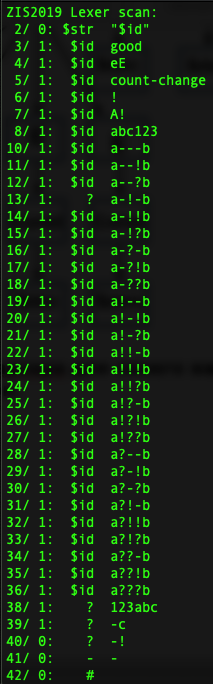 ZIS2019 Lexer scan:
2/ 0: $str "$id"
3/ 1: $id good
4/ 1: $id eE
5/ 1: $id count-change
6/ 1: $id !
7/ 1: $id A!
8/ 1: $id abc123
10/ 1: $id a---b
11/ 1: $id a--!b
12/ 1: $id a--?b
13/ 1: ? a-!-b
14/ 1: $id a-!!b
15/ 1: $id a-!?b
16/ 1: $id a-?-b
17/ 1: $id a-?!b
18/ 1: $id a-??b
19/ 1: $id a!--b
20/ 1: $id a!-!b
21/ 1: $id a!-?b
22/ 1: $id a!!-b
23/ 1: $id a!!!b
24/ 1: $id a!!?b
25/ 1: $id a!?-b
26/ 1: $id a!?!b
27/ 1: $id a!??b
28/ 1: $id a?--b
29/ 1: $id a?-!b
30/ 1: $id a?-?b
31/ 1: $id a?!-b
32/ 1: $id a?!!b
33/ 1: $id a?!?b
34/ 1: $id a??-b
35/ 1: $id a??!b
36/ 1: $id a???b
38/ 1: ? 123abc
39/ 1: ? -c
40/ 0: ? -!
41/ 0: - -
42/ 0: #